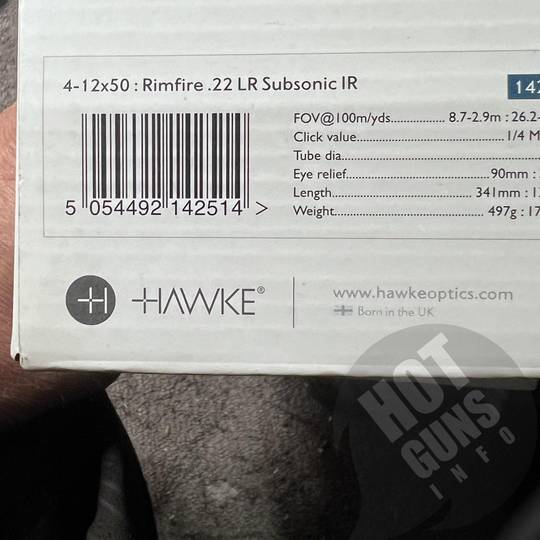 4-12x50 : Rimfire .22 LR Subsonic IR
142
FOV@100m/yds................ 8.7-2.9m : 26.2-
Click value........................................ 1/4 M
Tube dia.............................................
Eye relief...................................... 90mm :
Length...................................... 341mm : 1
Weight...................................... 497g : 17
5 054492 142514 >
H HAWKE®
www.hawkeoptics.com
Born in the UK
HOT
GUNS
INFO